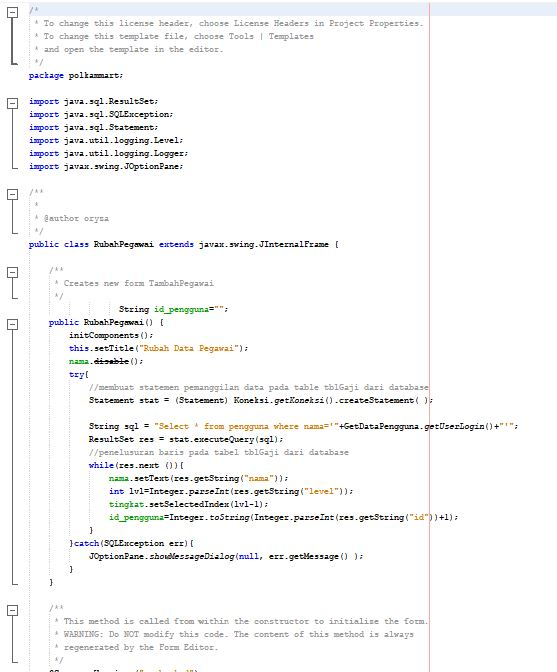 /*
 * To change this license header, choose License Headers in Project Properties.
 * To change this template file, choose Tools | Templates
 * and open the template in the editor.
 */
package polkammart;

import java.sql.ResultSet;
import java.sql.SQLException;
import java.sql.Statement;
import java.util.logging.Level;
import java.util.logging.Logger;
import javax.swing.JOptionPane;

/**
 *
 * @author orysa
 */
public class RubahPegawai extends javax.swing.JInternalFrame {

    /**
     * Creates new form TambahPegawai
     */
                  String id_pengguna="";
    public RubahPegawai() {
        initComponents();
        this.setTitle("Rubah Data Pegawai");
        nama.disable();
        try{
            //membuat statemen pemanggilan data pada table tblGaji dari database
            Statement stat = (Statement) Koneksi.getKoneksi().createStatement( );

            String sql = "Select * from pengguna where nama='"+GetDataPengguna.getUserLogin()+"'";
            ResultSet res = stat.executeQuery(sql);
            //penelusuran baris pada tabel tblGaji dari database
            while(res.next ()){
                nama.setText(res.getString("nama"));
                int lvl=Integer.parseInt(res.getString("level"));
                tingkat.setSelectedIndex(lvl-1);
                id_pengguna=Integer.toString(Integer.parseInt(res.getString("id"))+1);
            }
        }catch(SQLException err){
            JOptionPane.showMessageDialog(null, err.getMessage() );
        }
    }

    /**
     * This method is called from within the constructor to initialise the form.
     * WARNING: Do NOT modify this code. The content of this method is always
     * regenerated by the Form Editor.
     */